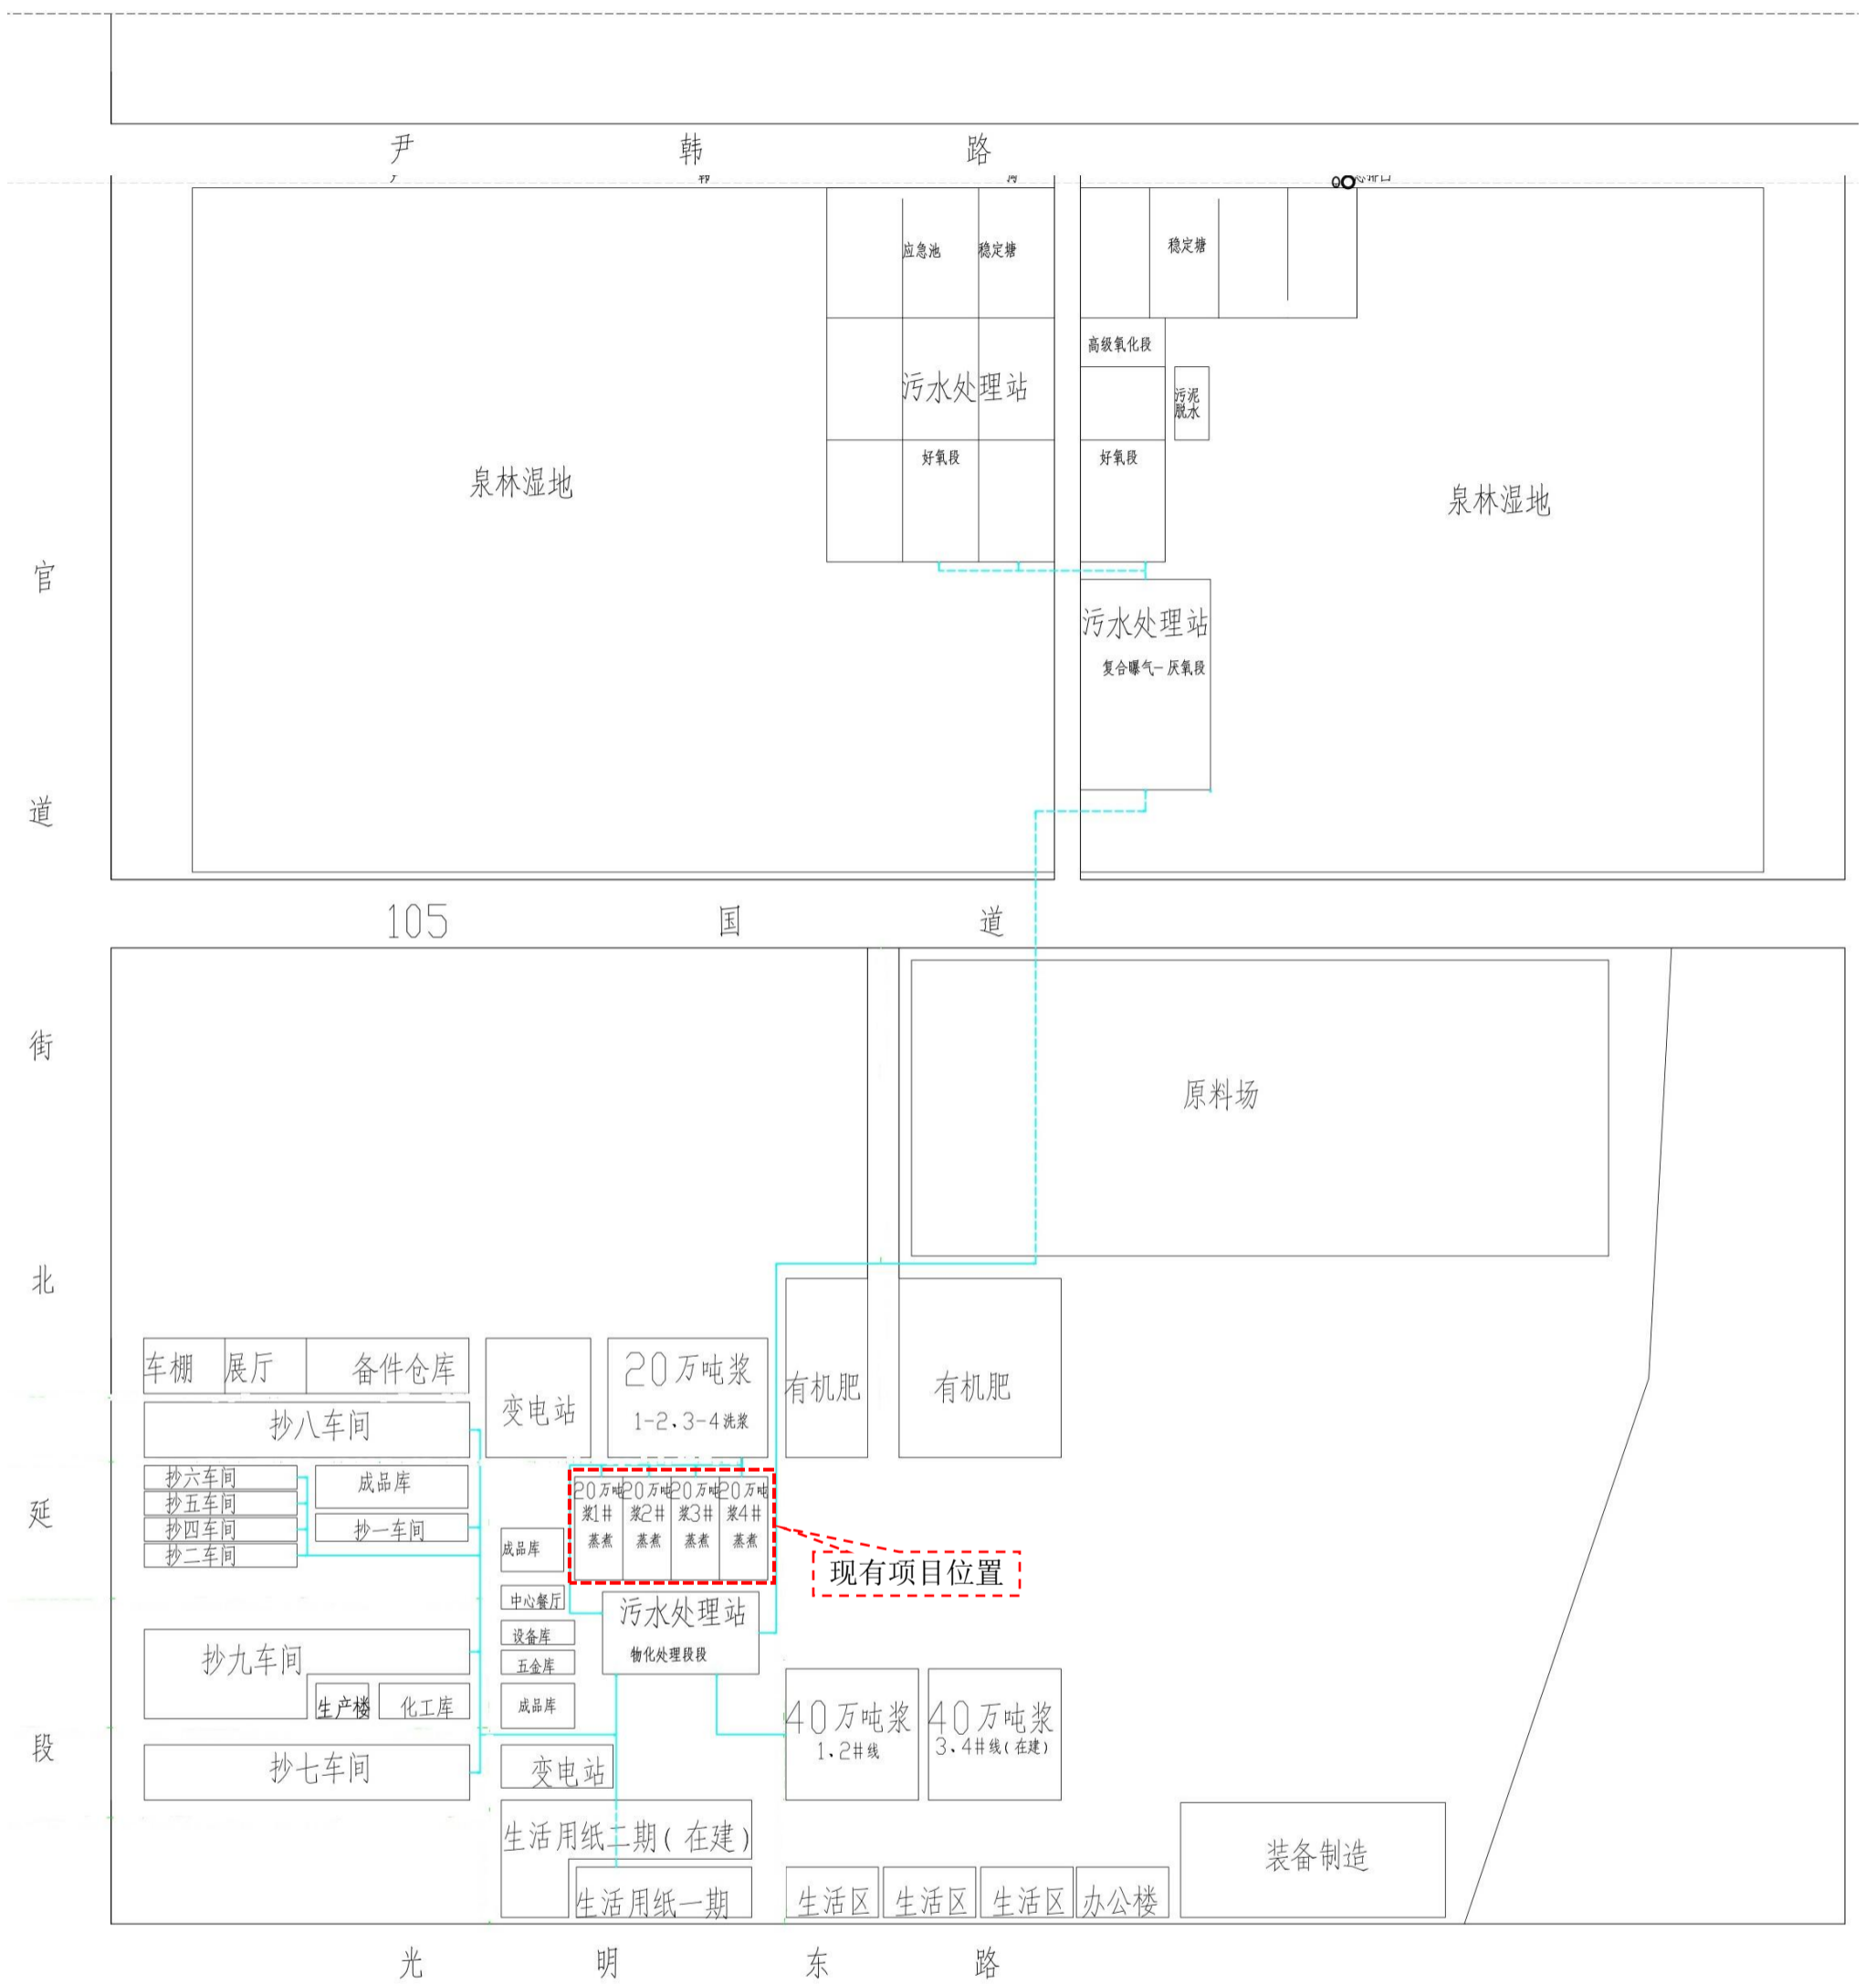 尹 韩 路
应急池
稳定塘
稳定塘
高级氧化段
污水处理站
污泥
脱水
好氧段
好氧段
泉林湿地
泉林湿地
污水处理站
复合曝气-厌氧段
官道街北延段
105 国 道
原料场
车棚
展厅
备件仓库
变电站
20万吨浆
1-2、3-4洗浆
有机肥
有机肥
抄八车间
抄六车间
抄五车间
抄四车间
抄二车间
成品库
抄一车间
成品库
20万吨
浆1#
蒸煮
20万吨
浆2#
蒸煮
20万吨
浆3#
蒸煮
20万吨
浆4#
蒸煮
现有项目位置
中心餐厅
设备库
五金库
成品库
污水处理站
物化处理段段
抄九车间
生产楼
化工库
抄七车间
变电站
40万吨浆
1、2#线
40万吨浆
3、4#线(在建)
生活用纸二期(在建)
生活用纸一期
生活区
生活区
生活区
办公楼
装备制造
光 明 东 路